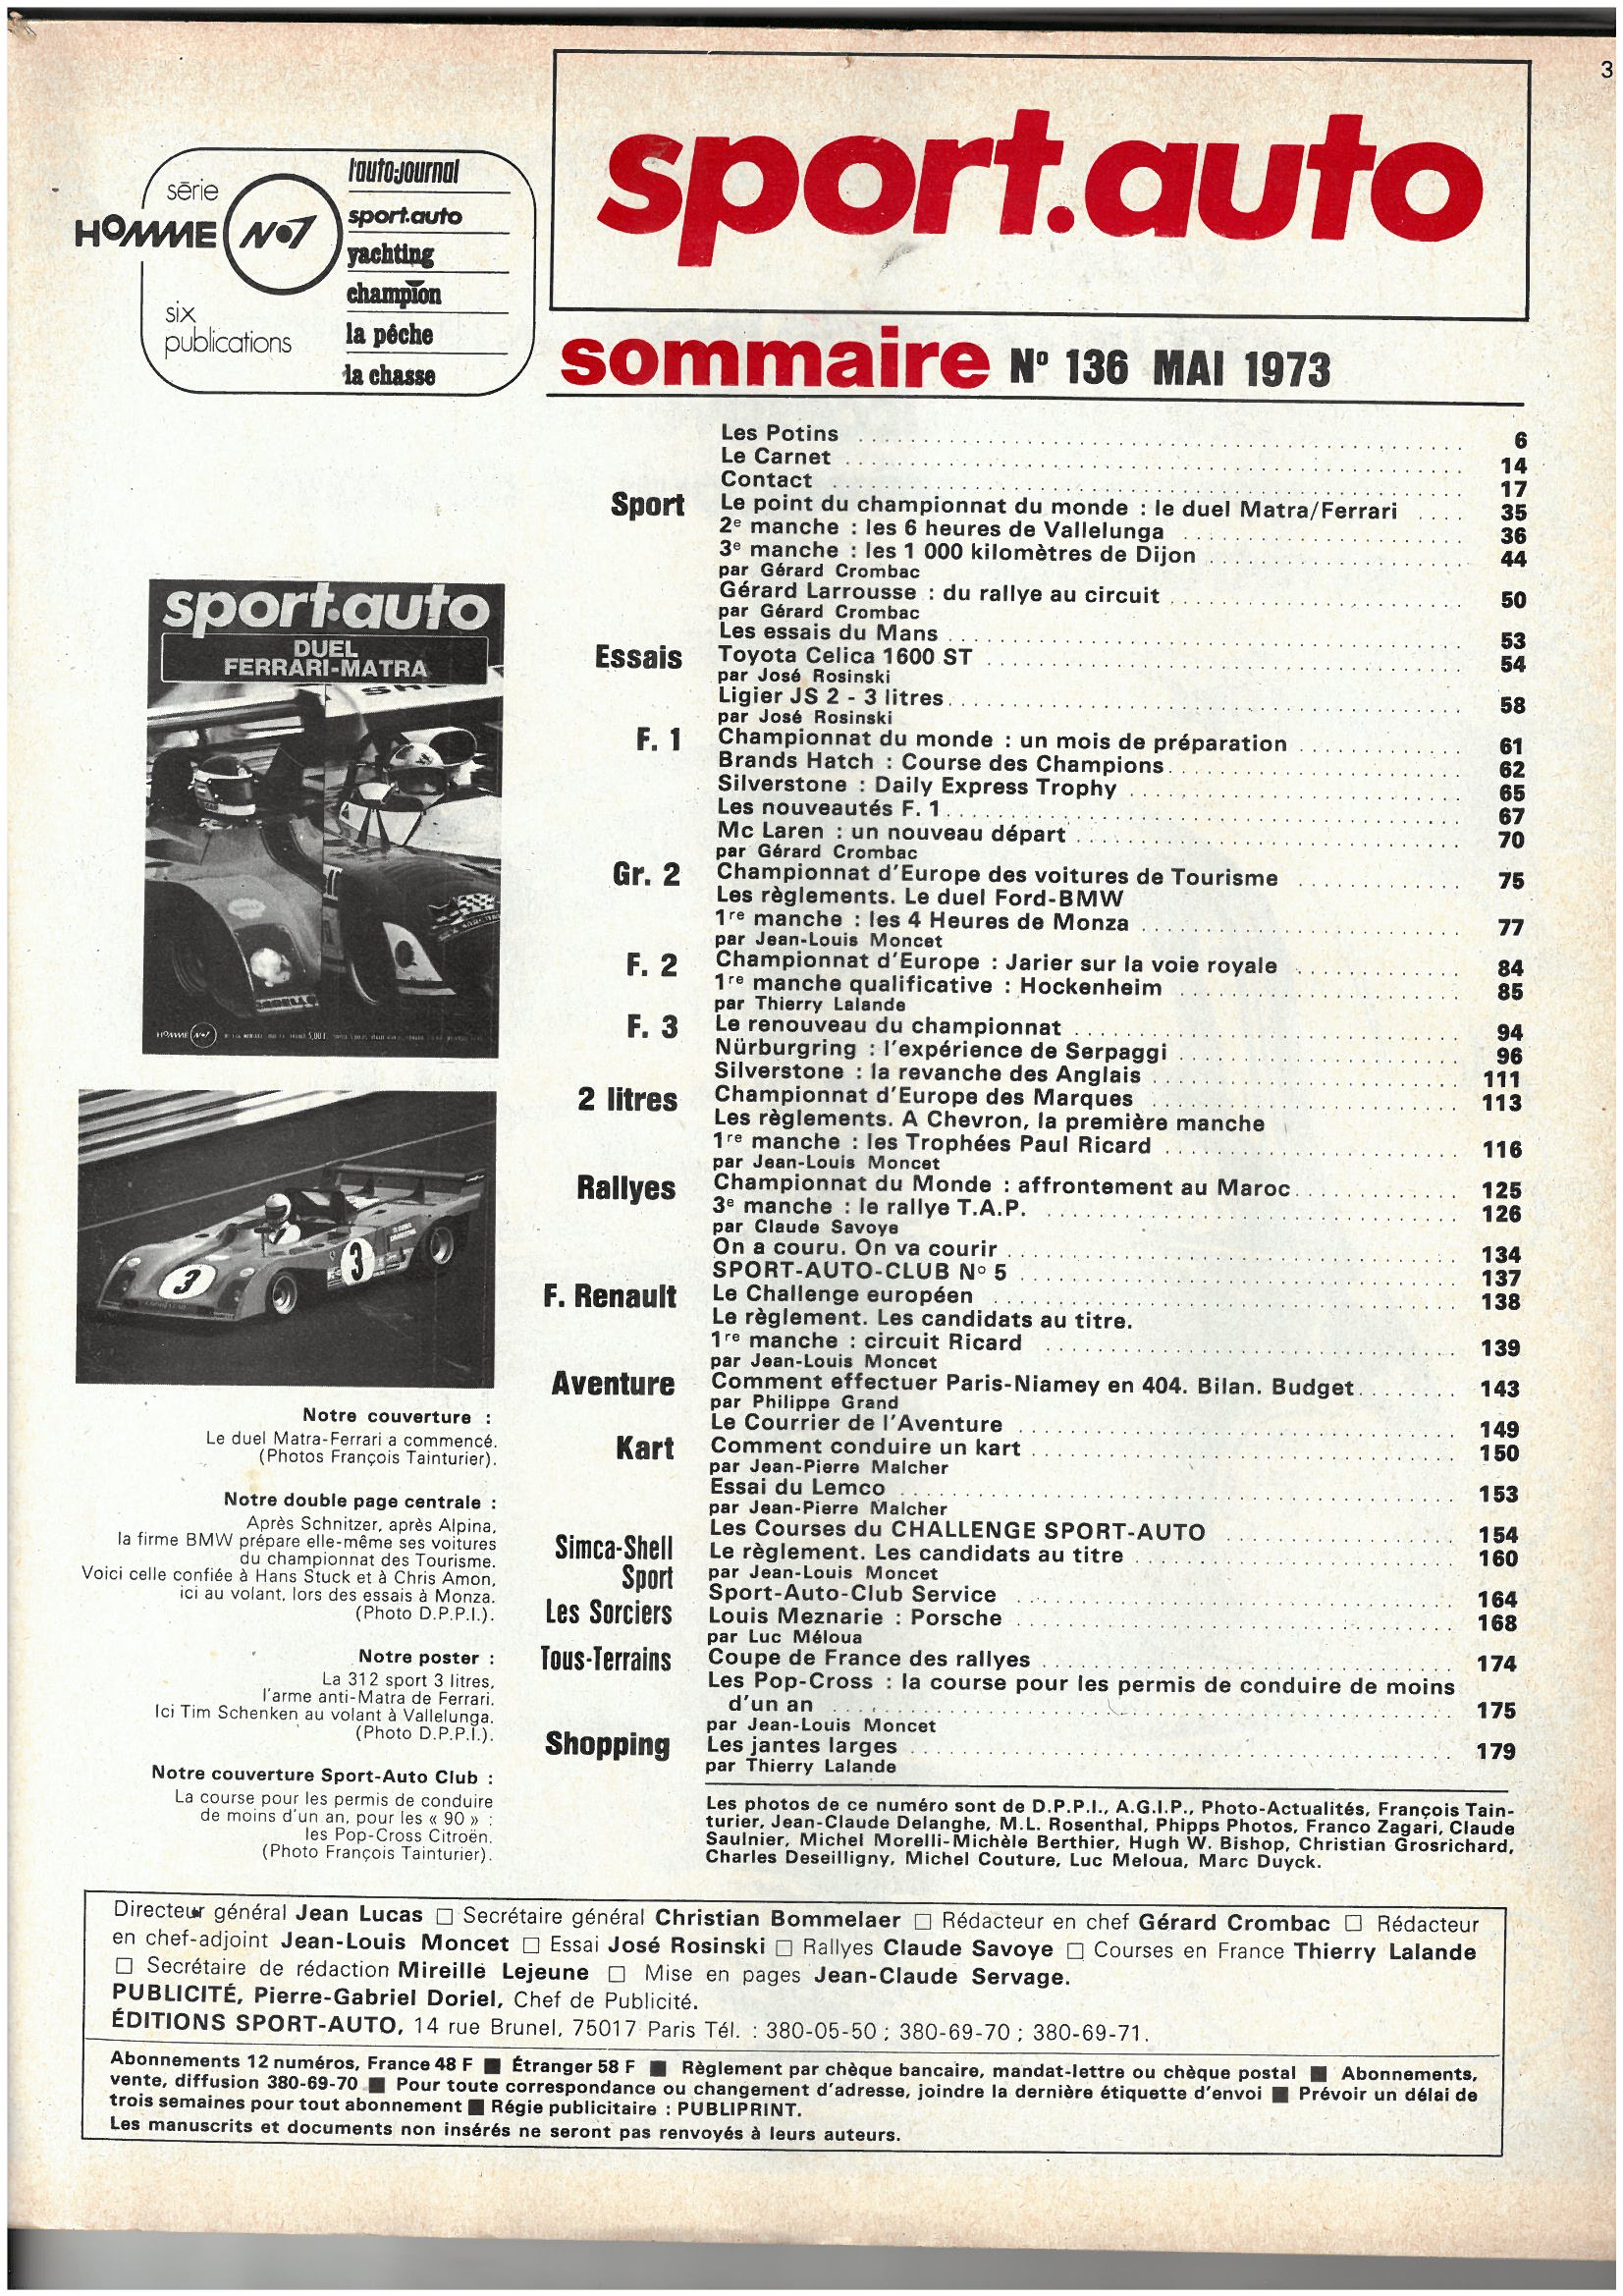 3
sport.auto
série
HOMME N°1
six
publications
l'auto-journal
sport.auto
yachting
champion
la pêche
la chasse
sommaire N° 136 MAI 1973
Les Potins 6
Le Carnet 14
Contact 17
Sport Le point du championnat du monde : le duel Matra/Ferrari 35
2e manche : les 6 heures de Vallelunga 36
3e manche : les 1 000 kilomètres de Dijon 44
par Gérard Crombac
Gérard Larrousse : du rallye au circuit 50
par Gérard Crombac
Les essais du Mans 53
Essais Toyota Celica 1600 ST 54
par José Rosinski
Ligier JS 2 - 3 litres 58
par José Rosinski
F. 1 Championnat du monde : un mois de préparation 61
Brands Hatch : Course des Champions 62
Silverstone : Daily Express Trophy 65
Les nouveautés F. 1 67
Mc Laren : un nouveau départ 70
par Gérard Crombac
Gr. 2 Championnat d'Europe des voitures de Tourisme 75
Les règlements. Le duel Ford-BMW
1re manche : les 4 Heures de Monza 77
par Jean-Louis Moncet
F. 2 Championnat d'Europe : Jarier sur la voie royale 84
1re manche qualificative : Hockenheim 85
par Thierry Lalande
F. 3 Le renouveau du championnat 94
Nürburgring : l'expérience de Serpaggi 96
Silverstone : la revanche des Anglais 111
2 litres Championnat d'Europe des Marques 113
Les règlements. A Chevron, la première manche
1re manche : les Trophées Paul Ricard 116
par Jean-Louis Moncet
Rallyes Championnat du Monde : affrontement au Maroc 125
3e manche : le rallye T.A.P. 126
par Claude Savoye
On a couru. On va courir 134
SPORT-AUTO-CLUB No 5 137
F. Renault Le Challenge européen 138
Le règlement. Les candidats au titre.
1re manche : circuit Ricard 139
par Jean-Louis Moncet
Aventure Comment effectuer Paris-Niamey en 404. Bilan. Budget 143
par Philippe Grand
Le Courrier de l'Aventure 149
Kart Comment conduire un kart 150
par Jean-Pierre Malcher
Essai du Lemco 153
par Jean-Pierre Malcher
Les Courses du CHALLENGE SPORT-AUTO 154
Simca-Shell Le règlement. Les candidats au titre 160
Sport par Jean-Louis Moncet
Sport-Auto-Club Service 164
Les Sorciers Louis Meznarie : Porsche 168
par Luc Méloua
Tous-Terrains Coupe de France des rallyes 174
Les Pop-Cross : la course pour les permis de conduire de moins
d'un an 175
par Jean-Louis Moncet
Shopping Les jantes larges 179
par Thierry Lalande
Les photos de ce numéro sont de D.P.P.I., A.G.I.P., Photo-Actualités, François Tain-
turier, Jean-Claude Delanghe, M.L. Rosenthal, Phipps Photos, Franco Zagari, Claude
Saulnier, Michel Morelli-Michèle Berthier, Hugh W. Bishop, Christian Grosrichard,
Charles Deseilligny, Michel Couture, Luc Meloua, Marc Duyck.
sport.auto
DUEL
FERRARI-MATRA
HOMME N°1
5,00 F
3
3
Notre couverture :
Le duel Matra-Ferrari a commencé.
(Photos François Tainturier).
Notre double page centrale :
Après Schnitzer, après Alpina,
la firme BMW prépare elle-même ses voitures
du championnat des Tourisme.
Voici celle confiée à Hans Stuck et à Chris Amon,
ici au volant, lors des essais à Monza.
(Photo D.P.P.I.).
Notre poster :
La 312 sport 3 litres,
l'arme anti-Matra de Ferrari.
Ici Tim Schenken au volant à Vallelunga.
(Photo D.P.P.I.).
Notre couverture Sport-Auto Club :
La course pour les permis de conduire
de moins d'un an, pour les « 90 » :
les Pop-Cross Citroën.
(Photo François Tainturier).
Directeur général Jean Lucas □ Secrétaire général Christian Bommelaer □ Rédacteur en chef Gérard Crombac □ Rédacteur
en chef-adjoint Jean-Louis Moncet □ Essai José Rosinski □ Rallyes Claude Savoye □ Courses en France Thierry Lalande
□ Secrétaire de rédaction Mireille Lejeune □ Mise en pages Jean-Claude Servage.
PUBLICITÉ, Pierre-Gabriel Doriel, Chef de Publicité.
ÉDITIONS SPORT-AUTO, 14 rue Brunel, 75017 Paris Tél. : 380-05-50 ; 380-69-70 ; 380-69-71.
Abonnements 12 numéros, France 48 F ■ Étranger 58 F ■ Règlement par chèque bancaire, mandat-lettre ou chèque postal ■ Abonnements,
vente, diffusion 380-69-70 ■ Pour toute correspondance ou changement d'adresse, joindre la dernière étiquette d'envoi ■ Prévoir un délai de
trois semaines pour tout abonnement ■ Régie publicitaire : PUBLIPRINT.
Les manuscrits et documents non insérés ne seront pas renvoyés à leurs auteurs.